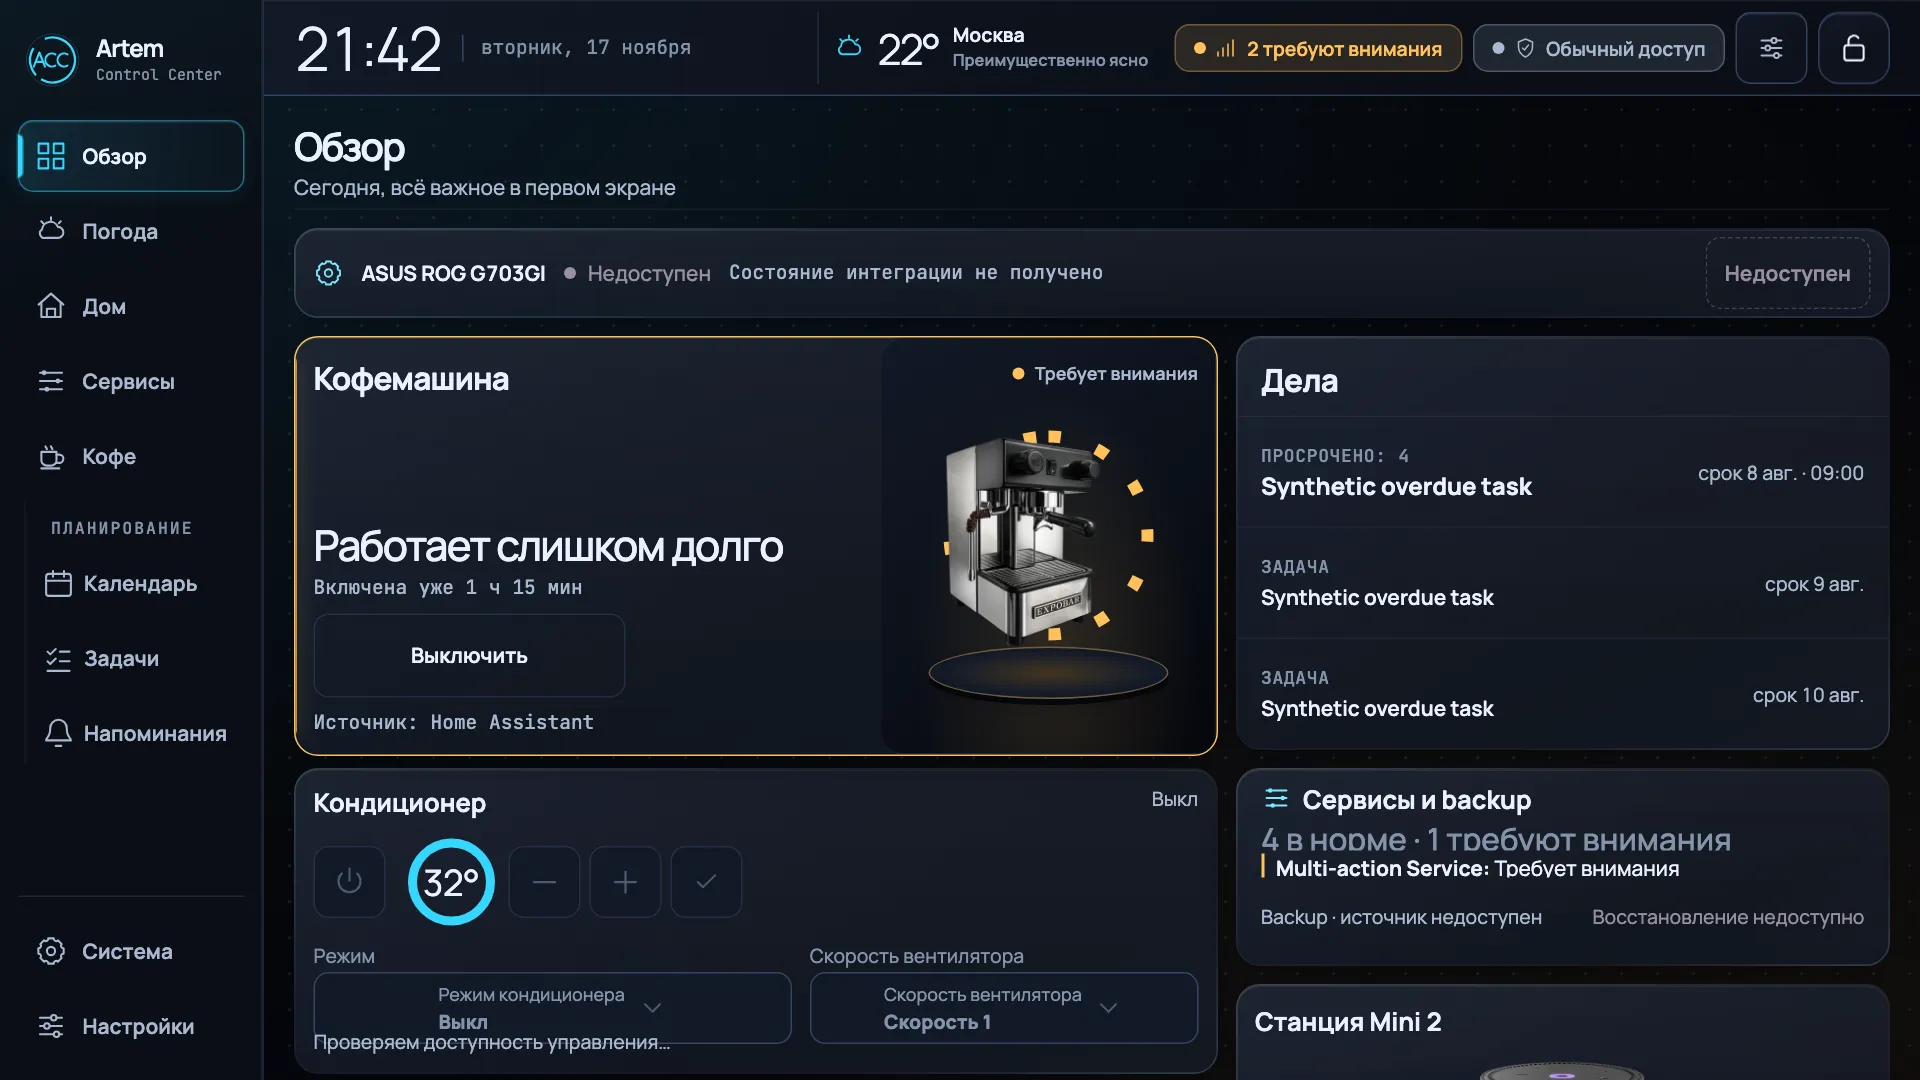 ACC
Artem
Control Center
21:42
вторник, 17 ноября
22°
Москва
Преимущественно ясно
2 требуют внимания
Обычный доступ
Обзор
Погода
Дом
Сервисы
Кофе
ПЛАНИРОВАНИЕ
Календарь
Задачи
Напоминания
Система
Настройки
Обзор
Сегодня, всё важное в первом экране
ASUS ROG G703GI
Недоступен
Состояние интеграции не получено
Недоступен
Кофемашина
Требует внимания
Работает слишком долго
Включена уже 1 ч 15 мин
Выключить
Источник: Home Assistant
EXPOBAR
Дела
ПРОСРОЧЕНО: 4
Synthetic overdue task
срок 8 авг. · 09:00
ЗАДАЧА
Synthetic overdue task
срок 9 авг.
ЗАДАЧА
Synthetic overdue task
срок 10 авг.
Кондиционер
Выкл
32°
Режим
Режим кондиционера
Выкл
Скорость вентилятора
Скорость вентилятора
Скорость 1
Проверяем доступность управления…
Сервисы и backup
4 в норме · 1 требуют внимания
Multi-action Service: Требует внимания
Backup · источник недоступен
Восстановление недоступно
Станция Mini 2